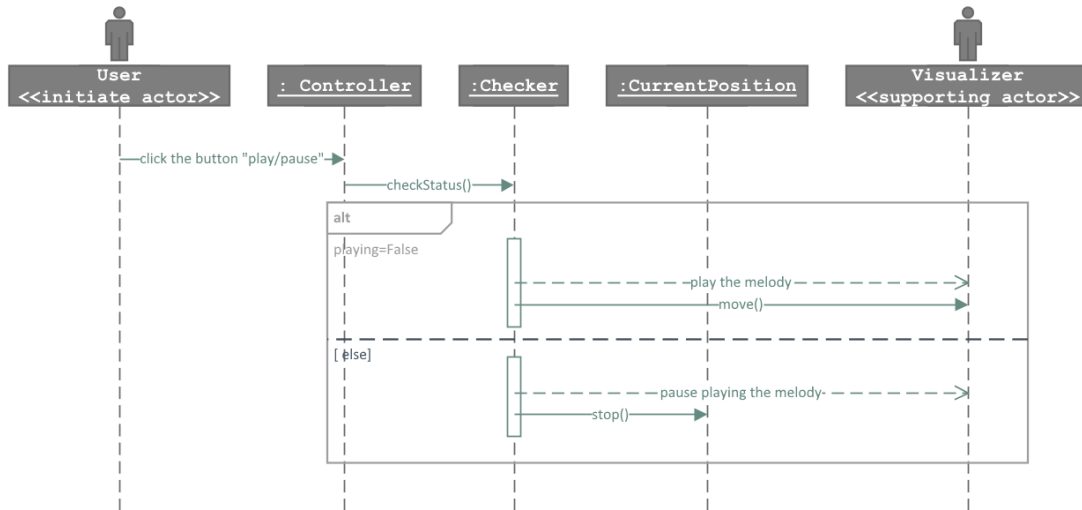 User
<<initiate actor>>
: Controller
:Checker
:CurrentPosition
Visualizer
<<supporting actor>>
click the button "play/pause"
checkStatus()
alt
playing=False
play the melody
move()
[ else]
pause playing the melody
stop()